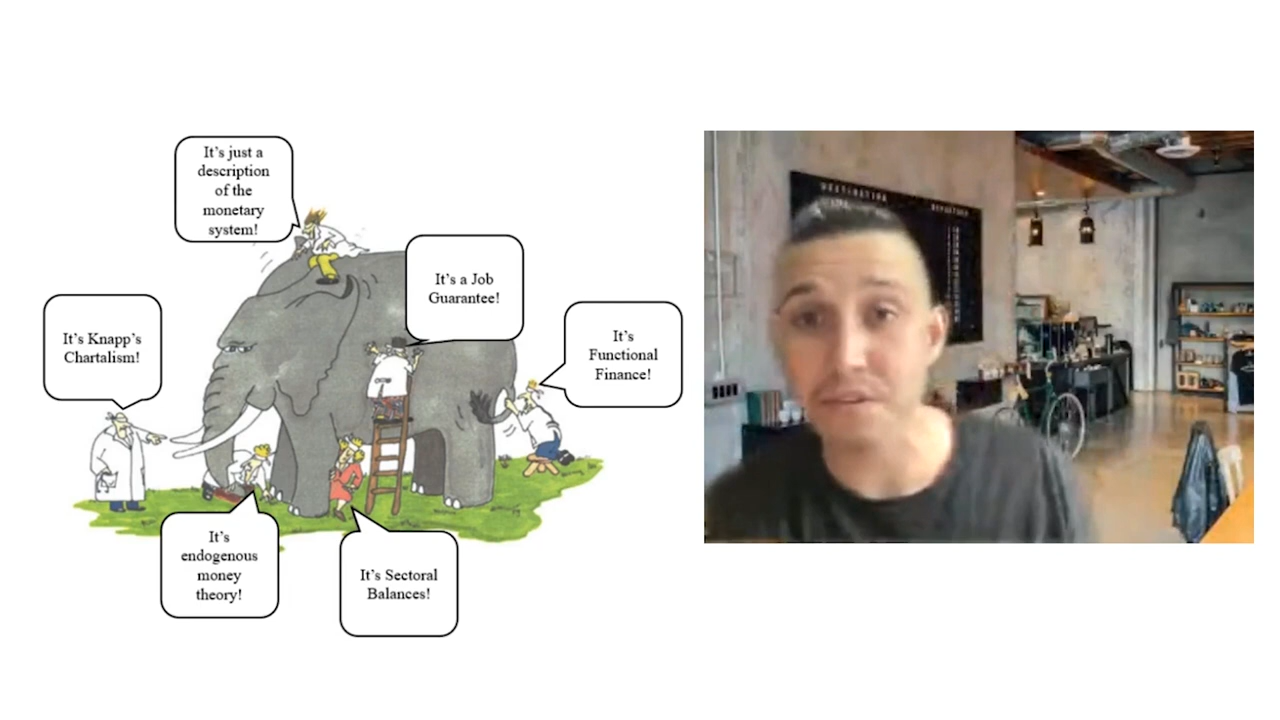 It's just a
description
of the
monetary
system!
It's a Job
Guarantee!
It's Knapp's
Chartalism!
It's
Functional
Finance!
It's
endogenous
money
theory!
It's Sectoral
Balances!
DESTINATION